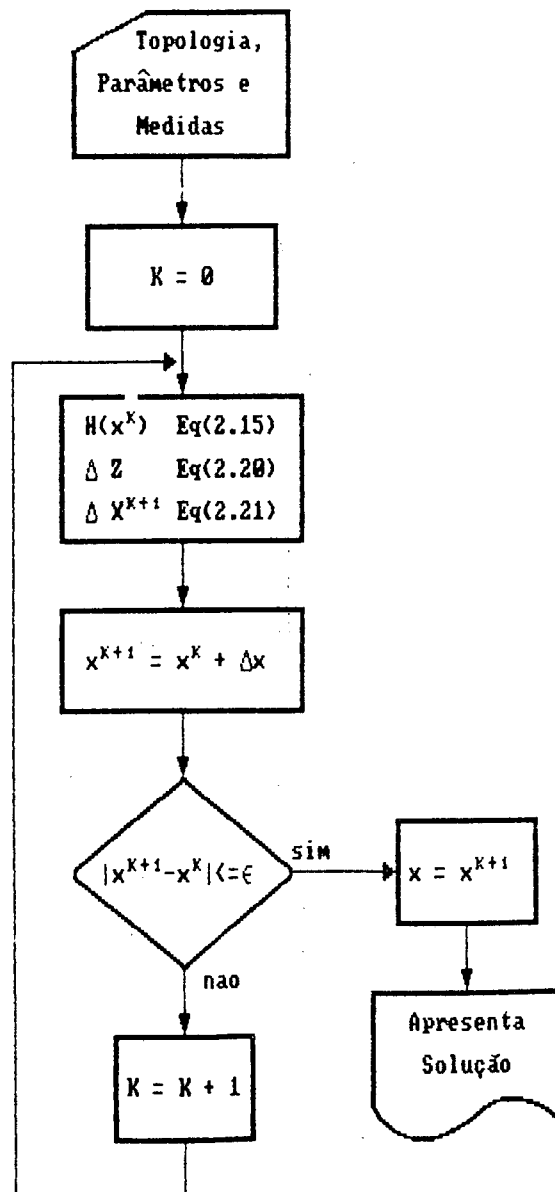 Topologia,
Parâmetros e
Medidas
K = 0
H(x^K) Eq(2.15)
Δ Z Eq(2.20)
Δ X^K+1 Eq(2.21)
x^K+1 = x^K + Δx
|x^K+1-x^K|<=ϵ
sim
x = x^K+1
nao
Apresenta
Solução
K = K + 1